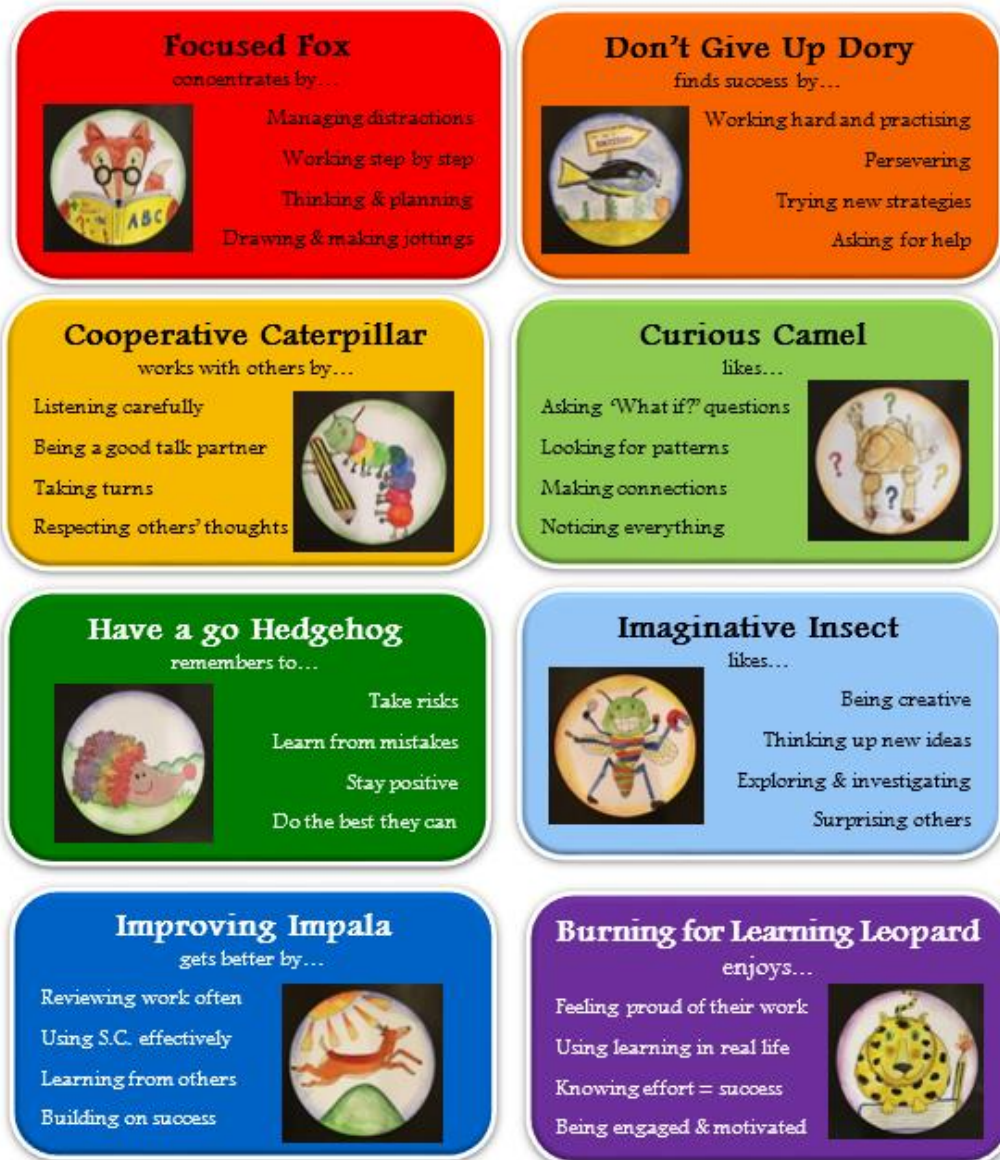 Focused Fox
concentrates by…
Managing distractions
Working step by step
Thinking & planning
Drawing & making jottings
ABC
Don't Give Up Dory
finds success by…
Working hard and practising
Persevering
Trying new strategies
Asking for help
Cooperative Caterpillar
works with others by…
Listening carefully
Being a good talk partner
Taking turns
Respecting others' thoughts
Curious Camel
likes…
Asking 'What if?' questions
Looking for patterns
Making connections
Noticing everything
? ? ? ? ?
Have a go Hedgehog
remembers to…
Take risks
Learn from mistakes
Stay positive
Do the best they can
Imaginative Insect
likes…
Being creative
Thinking up new ideas
Exploring & investigating
Surprising others
Improving Impala
gets better by…
Reviewing work often
Using S.C. effectively
Learning from others
Building on success
Burning for Learning Leopard
enjoys…
Feeling proud of their work
Using learning in real life
Knowing effort = success
Being engaged & motivated